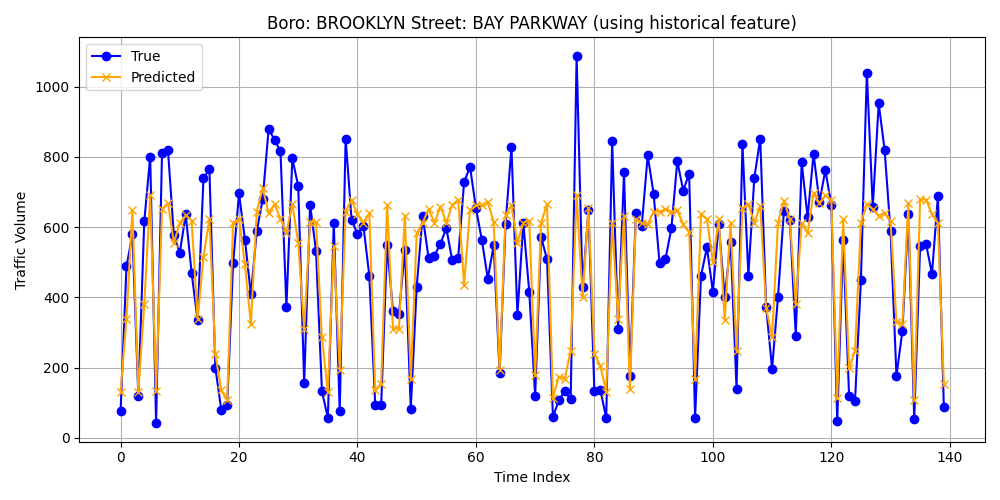 Boro: BROOKLYN Street: BAY PARKWAY (using historical feature)
True
Predicted
Traffic Volume
1000
800
600
400
200
0
0 20 40 60 80 100 120 140
Time Index